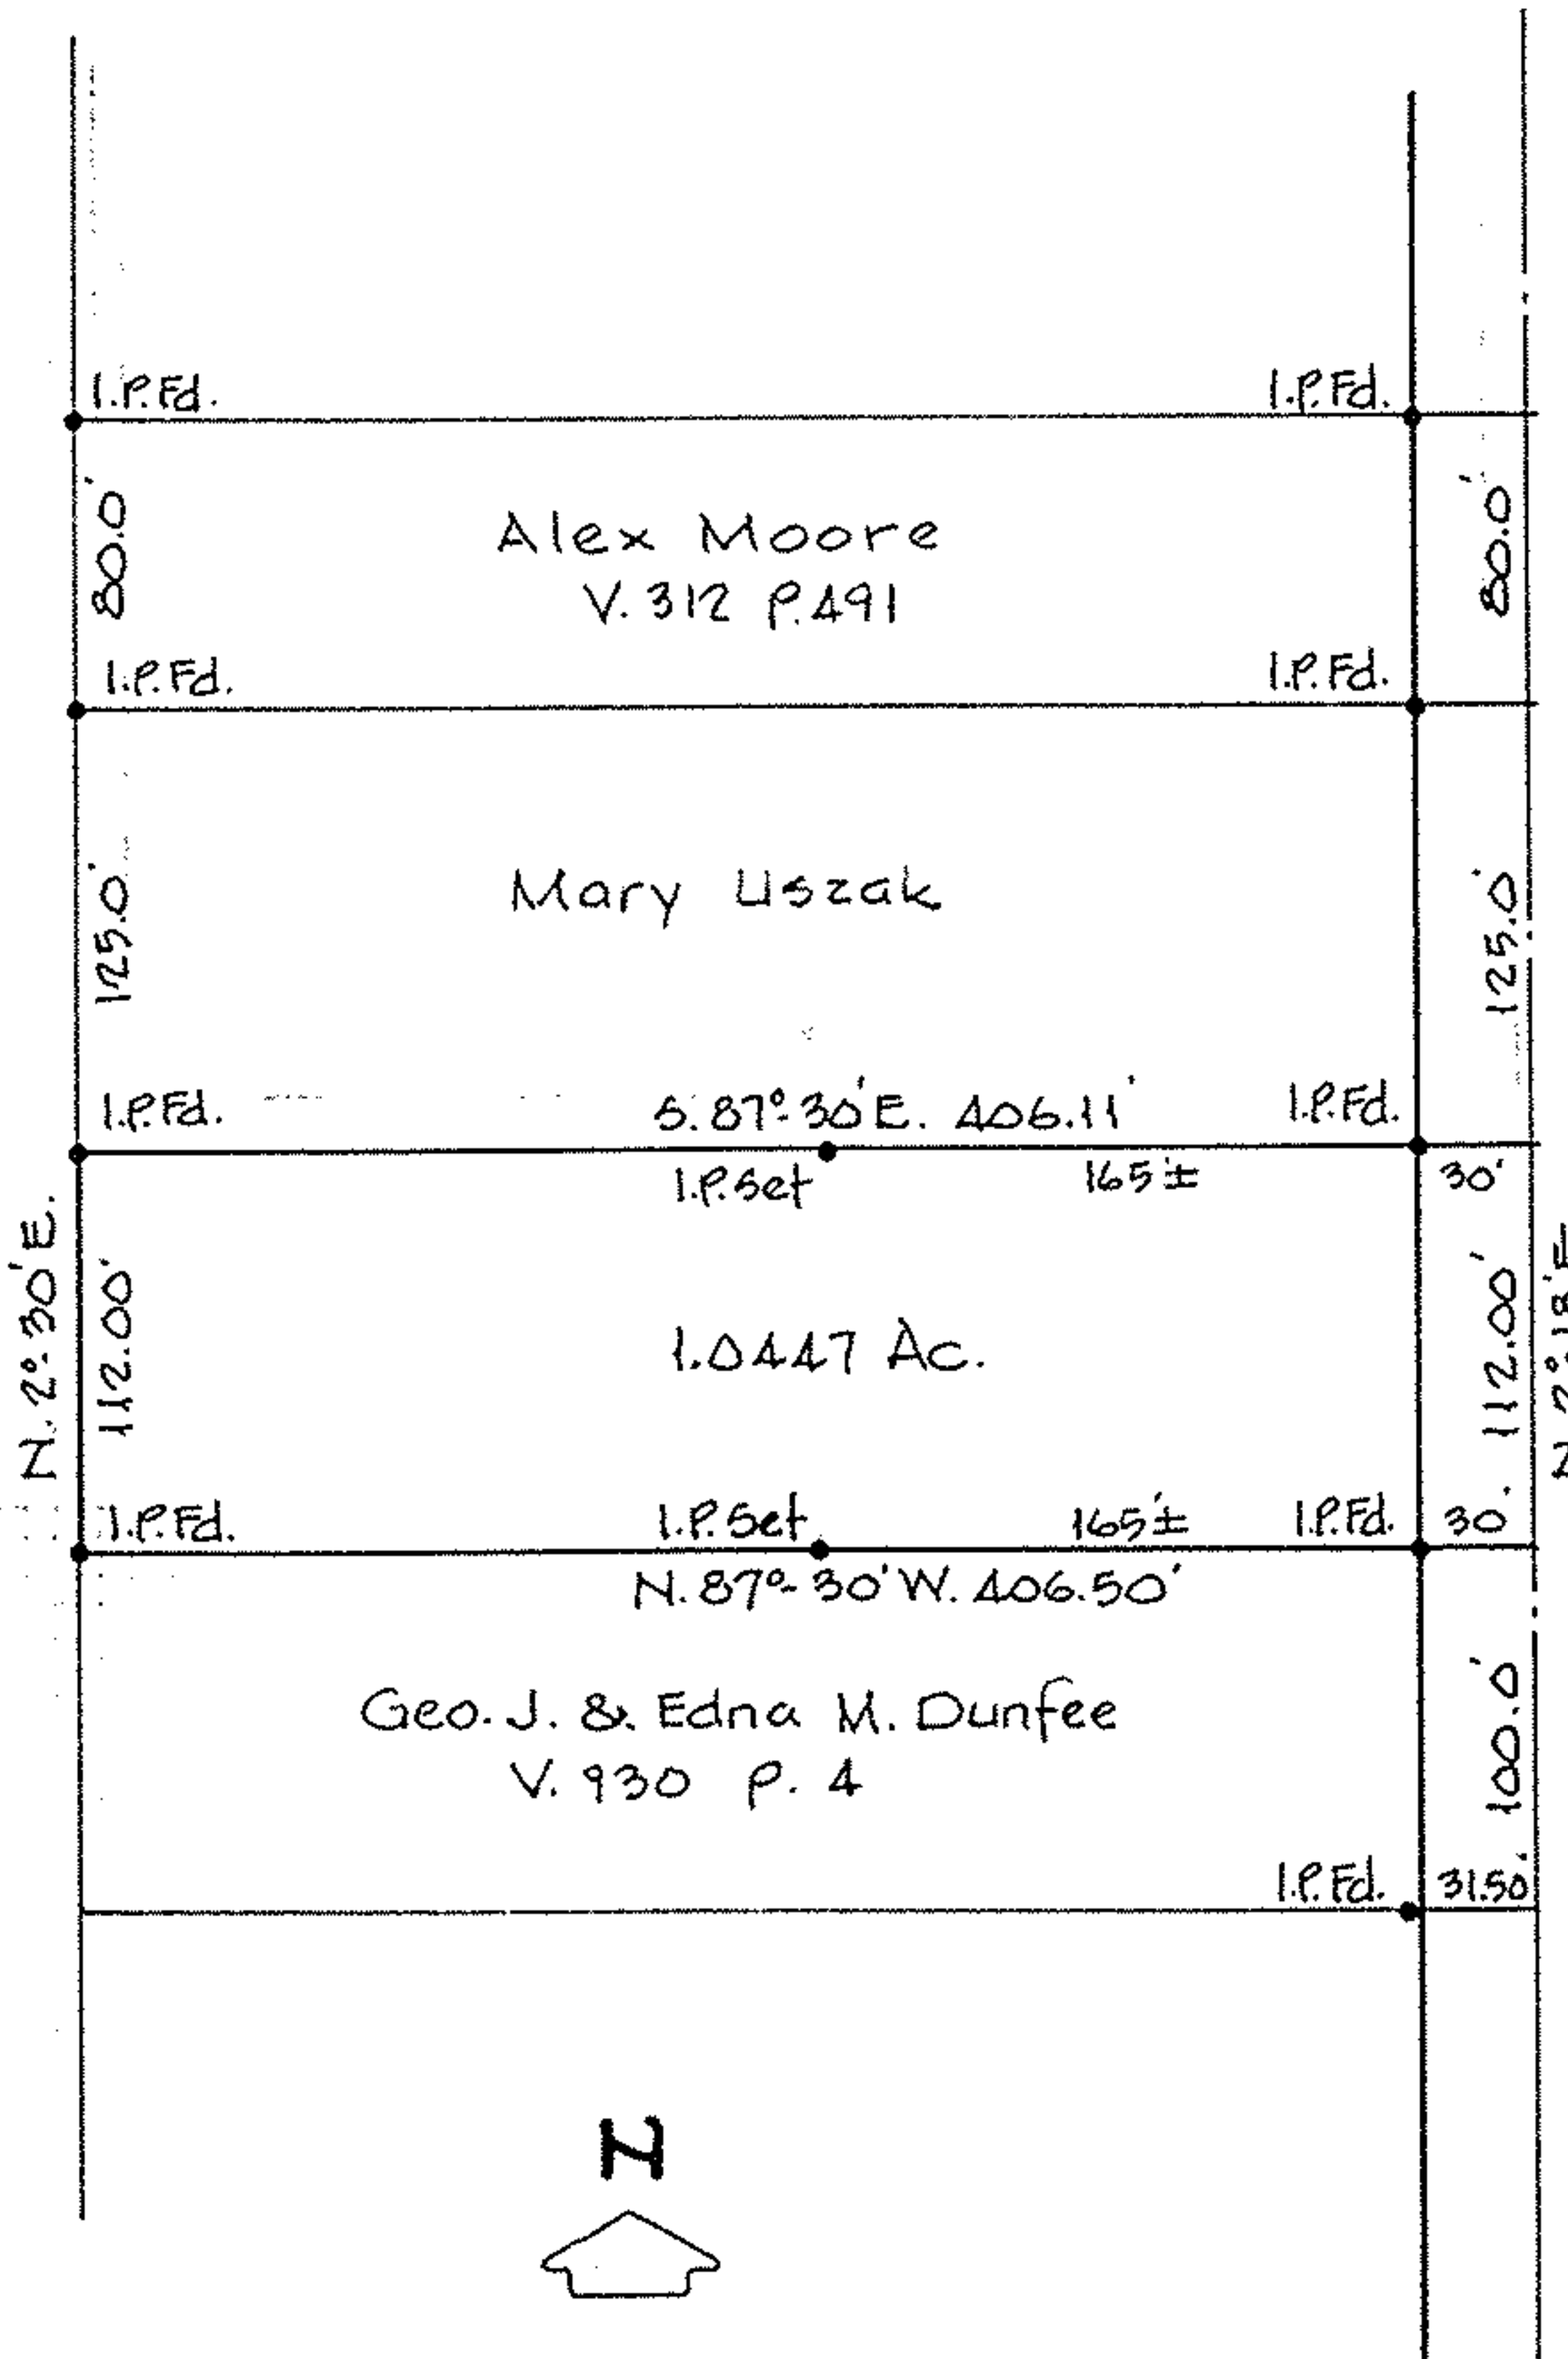 I.P.Fd.
I.P.Fd.
80.0'
Alex Moore
V. 312 P. 491
80.0'
I.P.Fd.
I.P.Fd.
125.0'
Mary Uszak
125.0'
I.P.Fd.
S. 87°-30' E. 406.11'
I.P.Fd.
I.P. Set
165'±
30'
N. 2°-30' E.
112.00'
1.0447 Ac.
112.00'
N. 2°-18' E.
I.P.Fd.
I.P. Set
165'±
I.P.Fd.
30'
N. 87°-30' W. 406.50'
Geo. J. & Edna M. Dunfee
V. 930 P. 4
100.0'
I.P.Fd.
31.50'
N